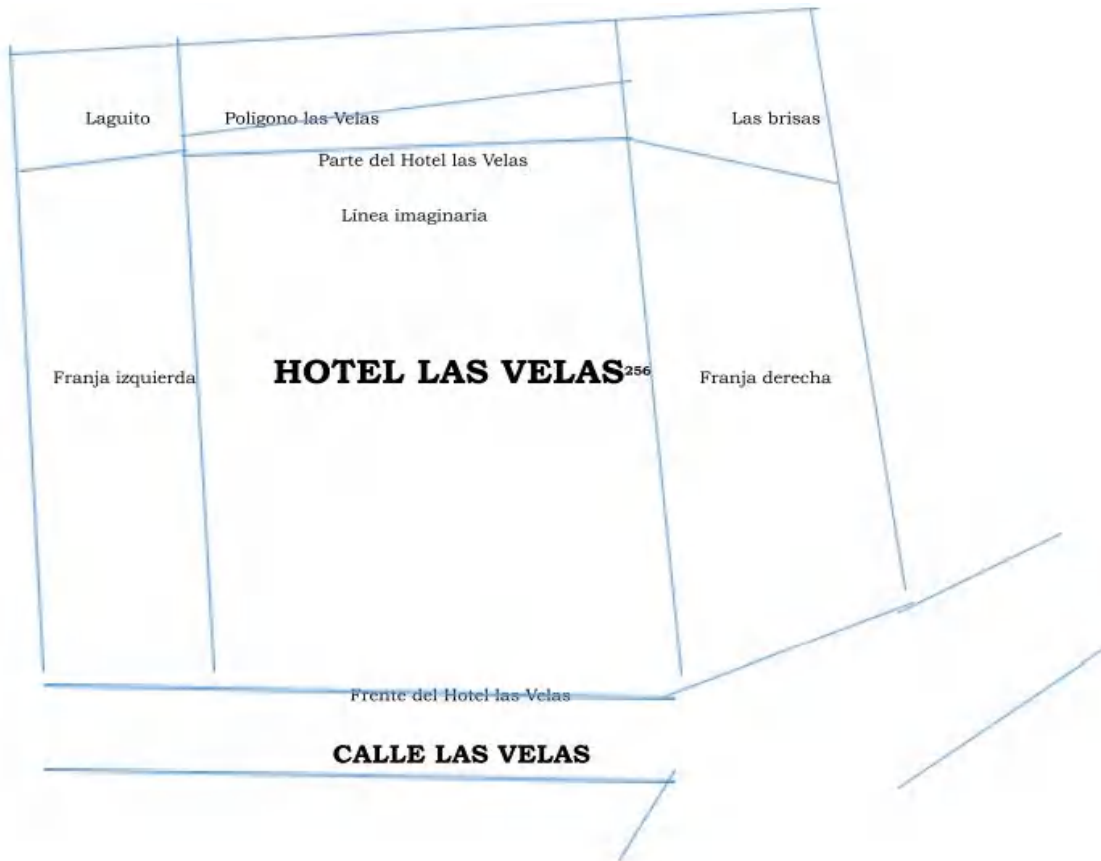 Laguito
Polígono las Velas
Las brisas
Parte del Hotel las Velas
Línea imaginaria
Franja izquierda
HOTEL LAS VELAS256
Franja derecha
Frente del Hotel las Velas
CALLE LAS VELAS